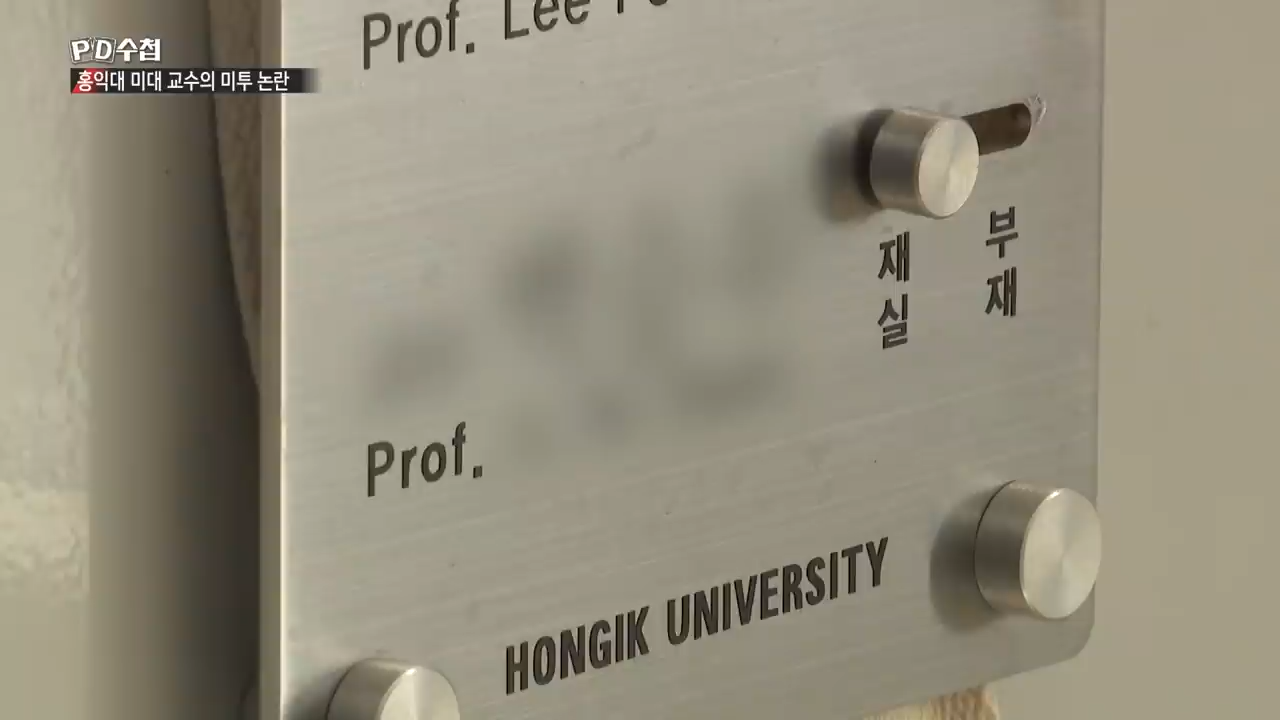 PD수첩
홍익대 미대 교수의 미투 논란
Prof. Lee
재실
부재
Prof.
HONGIK UNIVERSITY